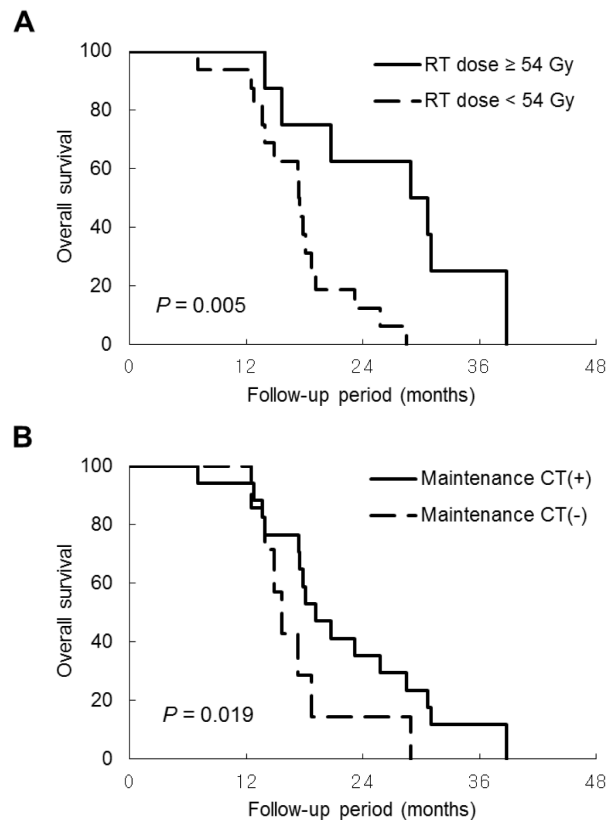 A
100
80
60
40
20
0
Overall survival
RT dose ≥ 54 Gy
RT dose < 54 Gy
P = 0.005
0 12 24 36 48
Follow-up period (months)
B
100
80
60
40
20
0
Overall survival
Maintenance CT(+)
Maintenance CT(-)
P = 0.019
0 12 24 36 48
Follow-up period (months)